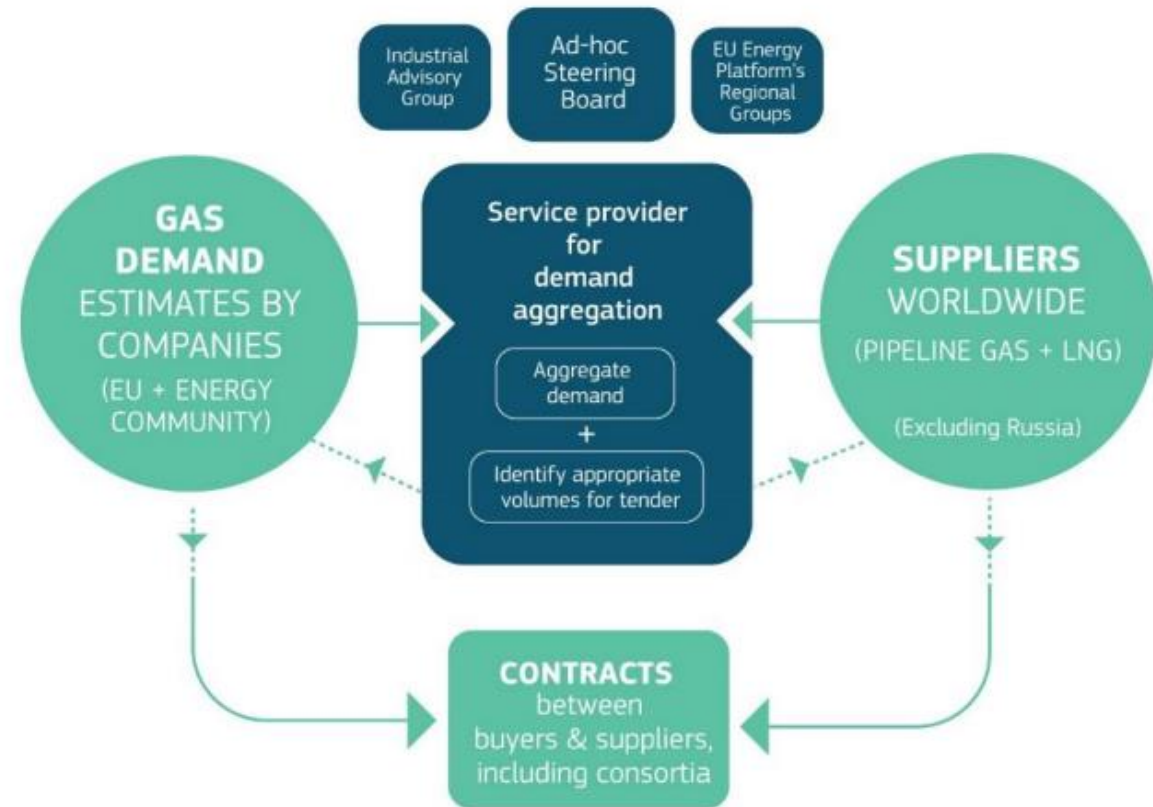 Industrial
Advisory
Group
Ad-hoc
Steering
Board
EU Energy
Platform's
Regional
Groups
GAS
DEMAND
ESTIMATES BY
COMPANIES
(EU + ENERGY
COMMUNITY)
Service provider
for
demand
aggregation
Aggregate
demand
+
Identify appropriate
volumes for tender
SUPPLIERS
WORLDWIDE
(PIPELINE GAS + LNG)
(Excluding Russia)
CONTRACTS
between
buyers & suppliers,
including consortia